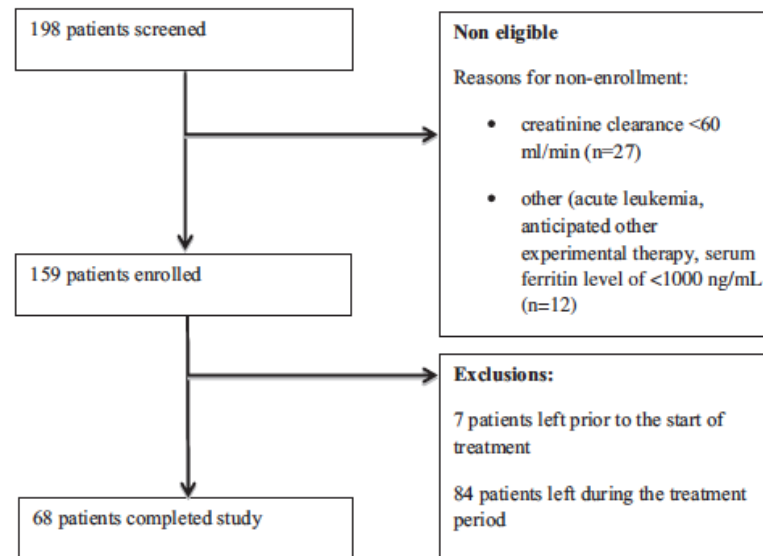 198 patients screened
Non eligible
Reasons for non-enrollment:
• creatinine clearance <60
ml/min (n=27)
• other (acute leukemia,
anticipated other
experimental therapy, serum
ferritin level of <1000 ng/mL
(n=12)
159 patients enrolled
Exclusions:
7 patients left prior to the start of
treatment
84 patients left during the treatment
period
68 patients completed study